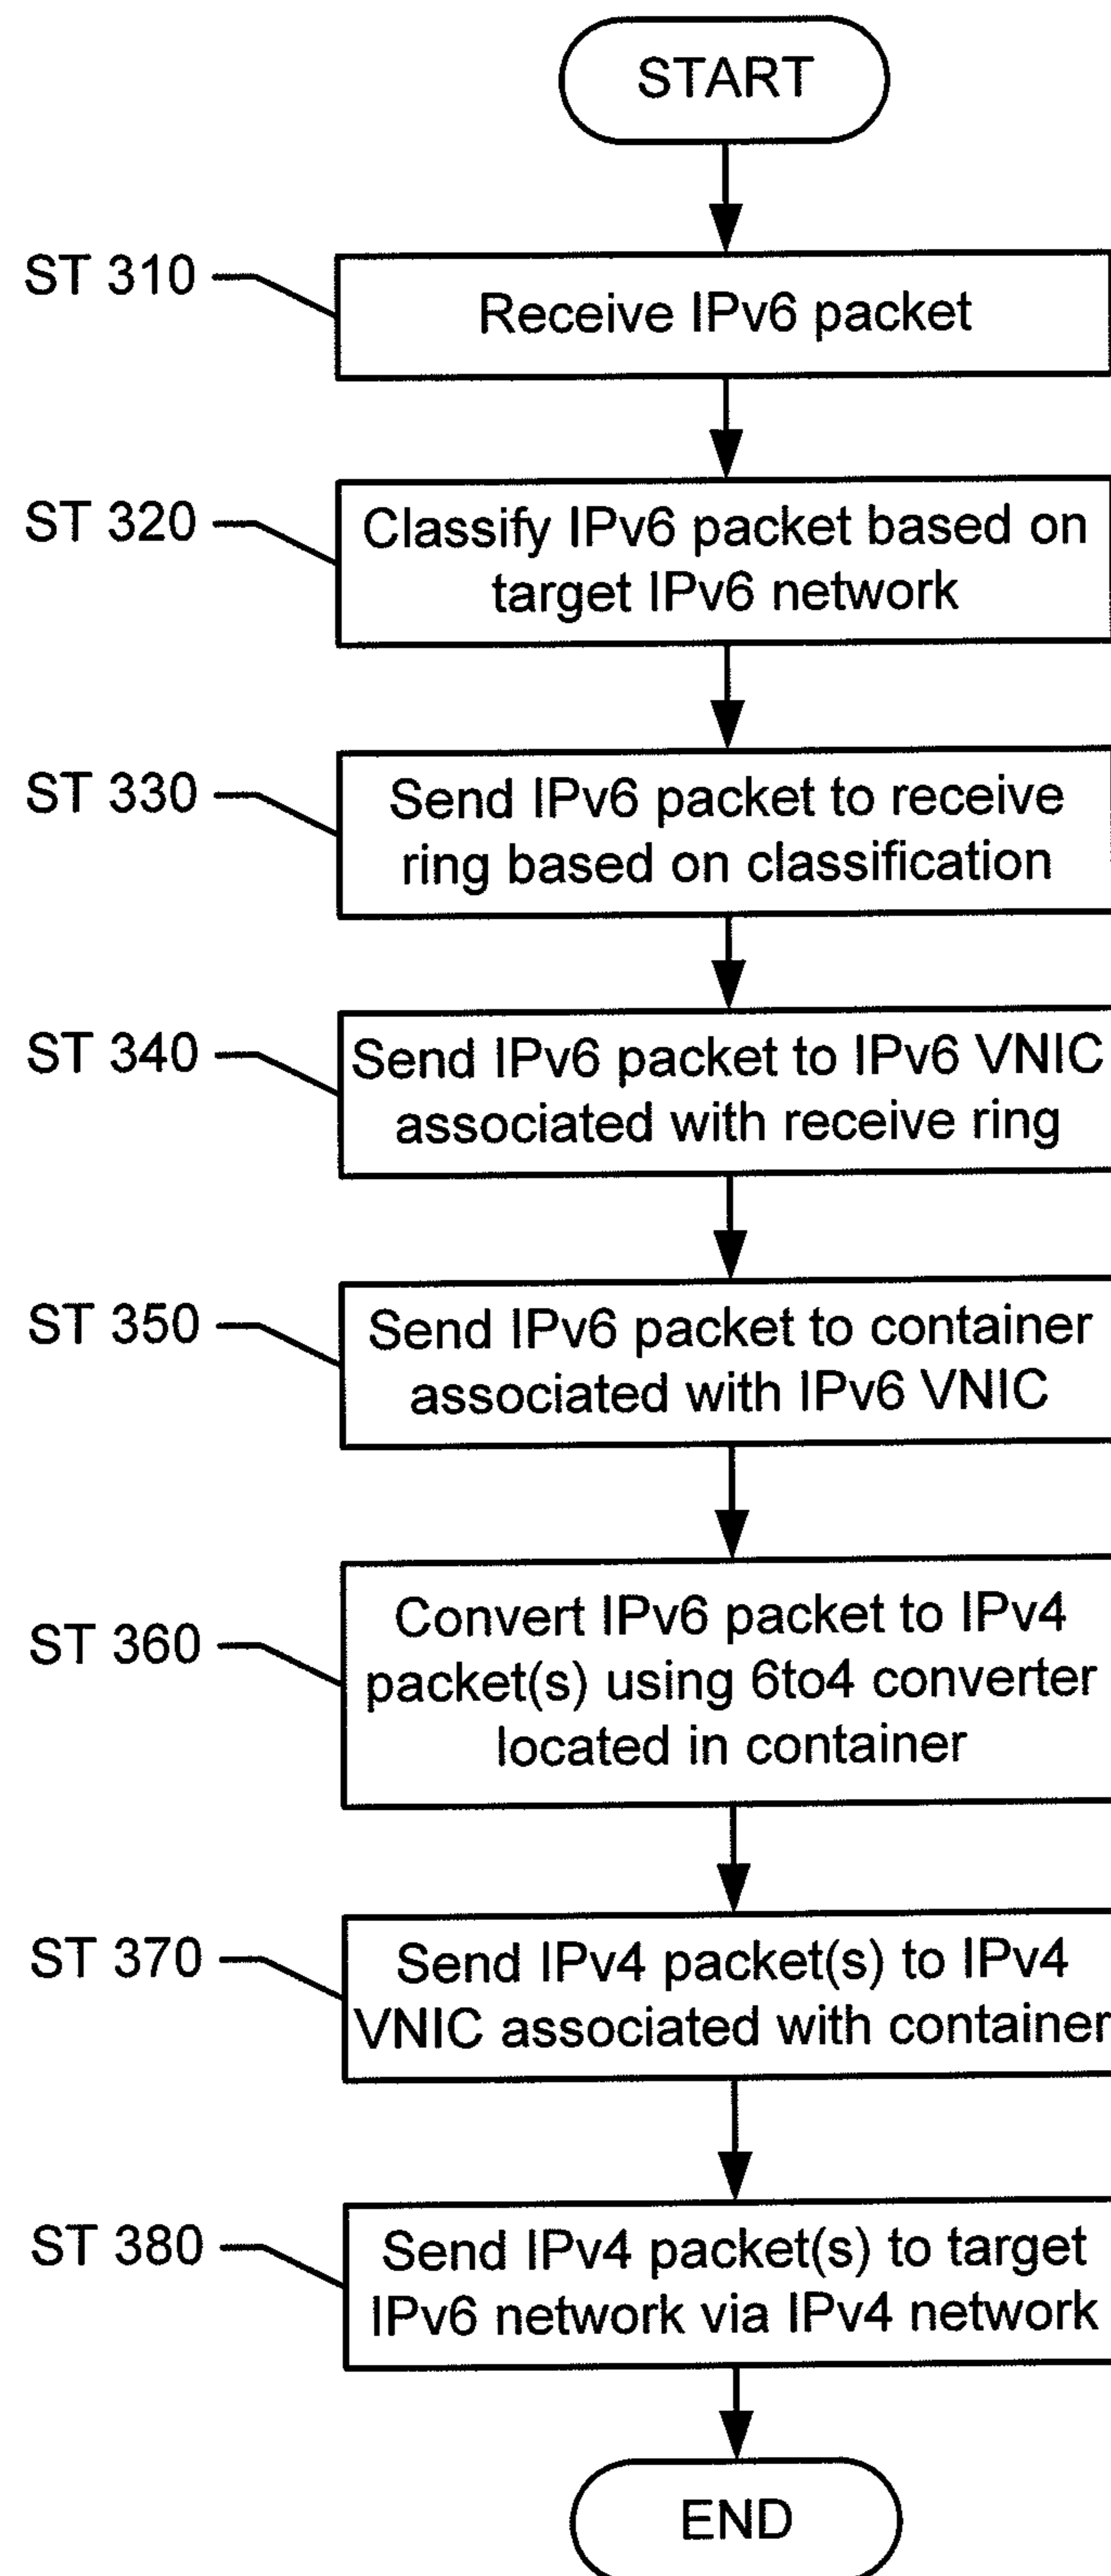 START
ST 310
Receive IPv6 packet
ST 320
Classify IPv6 packet based on
target IPv6 network
ST 330
Send IPv6 packet to receive
ring based on classification
ST 340
Send IPv6 packet to IPv6 VNIC
associated with receive ring
ST 350
Send IPv6 packet to container
associated with IPv6 VNIC
ST 360
Convert IPv6 packet to IPv4
packet(s) using 6to4 converter
located in container
ST 370
Send IPv4 packet(s) to IPv4
VNIC associated with container
ST 380
Send IPv4 packet(s) to target
IPv6 network via IPv4 network
END